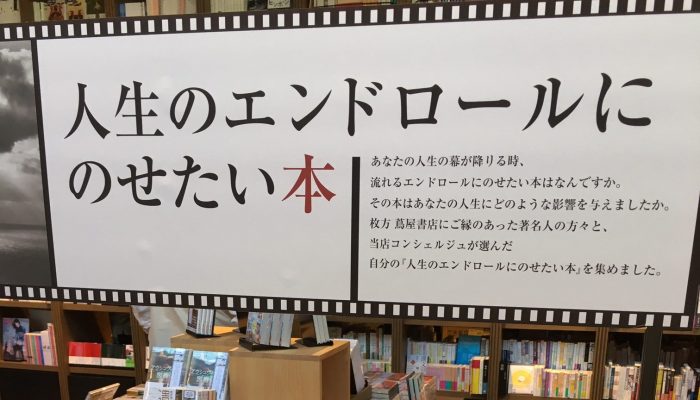 人生のエンドロールに
のせたい本
あなたの人生の幕が降りる時、
流れるエンドロールにのせたい本はなんですか。
その本はあなたの人生にどのような影響を与えましたか。
枚方 蔦屋書店にご縁のあった著名人の方々と、
当店コンシェルジュが選んだ
自分の『人生のエンドロールにのせたい本』を集めました。